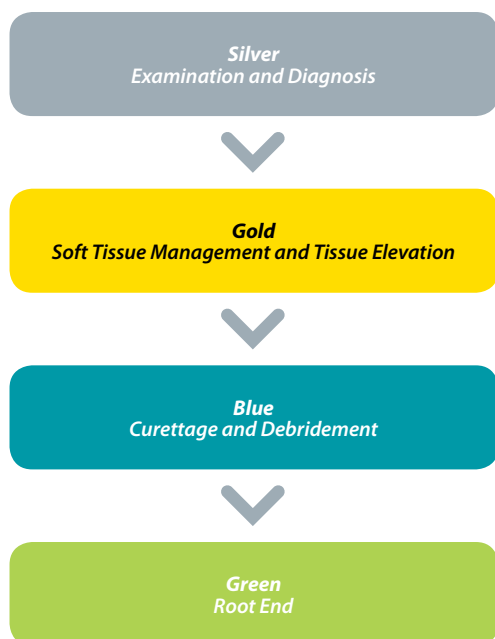 Silver
Examination and Diagnosis
Gold
Soft Tissue Management and Tissue Elevation
Blue
Curettage and Debridement
Green
Root End